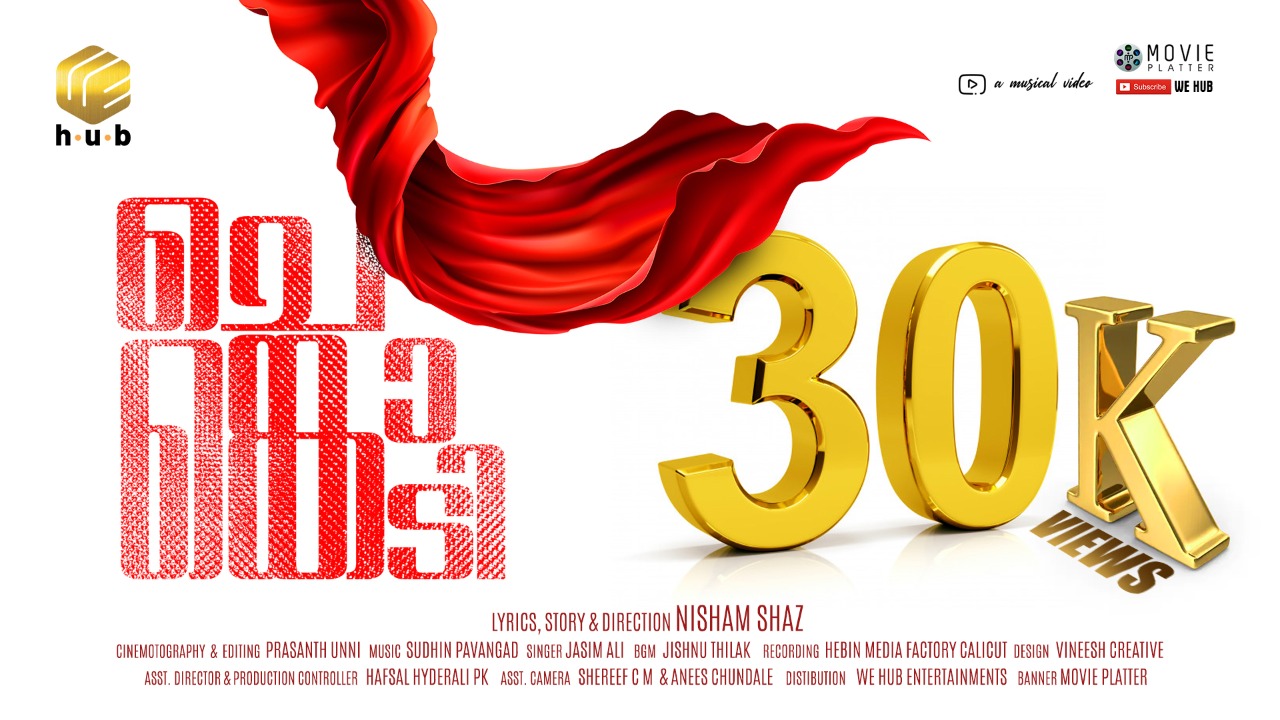 WE
h·u·b
a musical video
MOVIE
PLATTER
Subscribe WE HUB
ചെ
ങ്കൊടി
30K
VIEWS
LYRICS, STORY & DIRECTION NISHAM SHAZ
CINEMOTOGRAPHY & EDITING PRASANTH UNNI MUSIC SUDHIN PAVANGAD SINGER JASIM ALI BGM JISHNU THILAK RECORDING HEBIN MEDIA FACTORY CALICUT DESIGN VINEESH CREATIVE
ASST. DIRECTOR & PRODUCTION CONTROLLER HAFSAL HYDERALI PK ASST. CAMERA SHEREEF C M & ANEES CHUNDALE DISTIBUTION WE HUB ENTERTAINMENTS BANNER MOVIE PLATTER